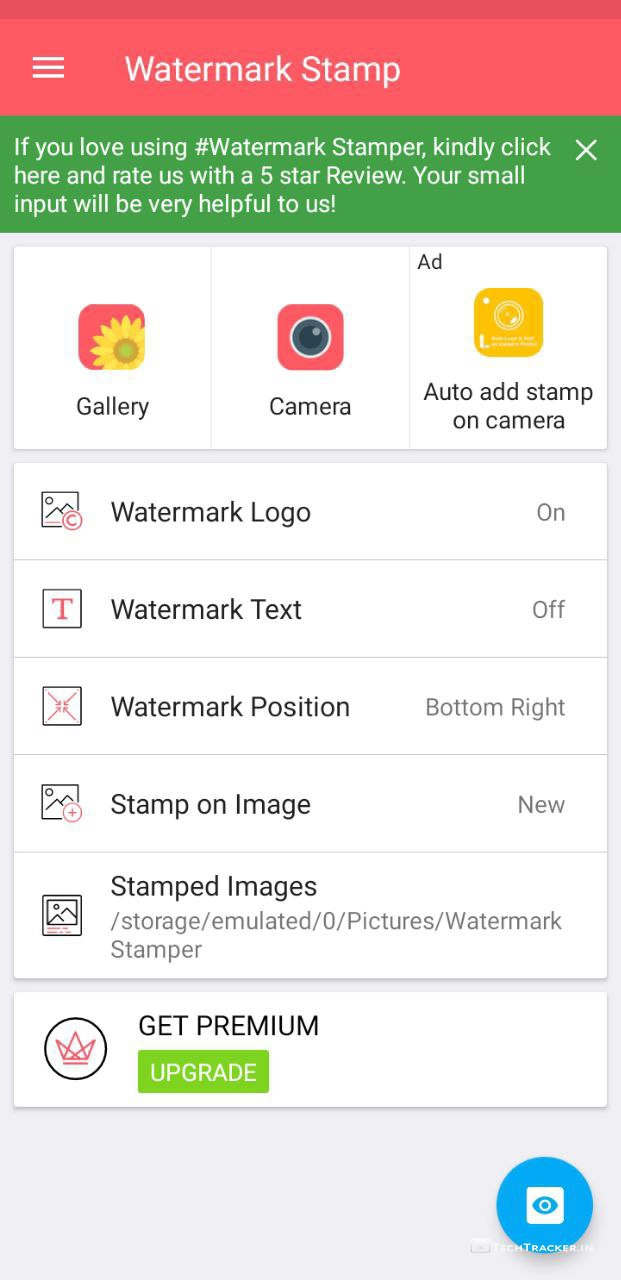 Watermark Stamp
If you love using #Watermark Stamper, kindly click
here and rate us with a 5 star Review. Your small
input will be very helpful to us!
Ad
Gallery
Camera
Auto add stamp
on camera
Watermark Logo
On
Watermark Text
Off
Watermark Position
Bottom Right
Stamp on Image
New
Stamped Images
/storage/emulated/0/Pictures/Watermark
Stamper
GET PREMIUM
UPGRADE
TECHTRACKER.IN